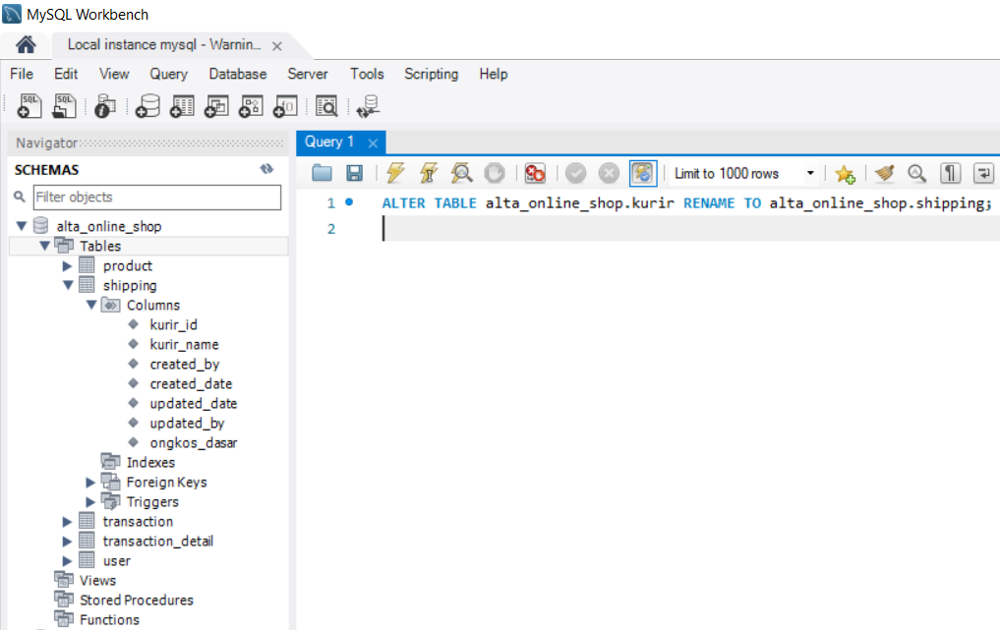 MySQL Workbench
Local instance mysql - Warnin...
File Edit View Query Database Server Tools Scripting Help
SQL SQL
Navigator
Query 1
SCHEMAS
Limit to 1000 rows
Filter objects
1 ALTER TABLE alta_online_shop.kurir RENAME TO alta_online_shop.shipping;
2
alta_online_shop
Tables
product
shipping
Columns
kurir_id
kurir_name
created_by
created_date
updated_date
updated_by
ongkos_dasar
Indexes
Foreign Keys
Triggers
transaction
transaction_detail
user
Views
Stored Procedures
Functions